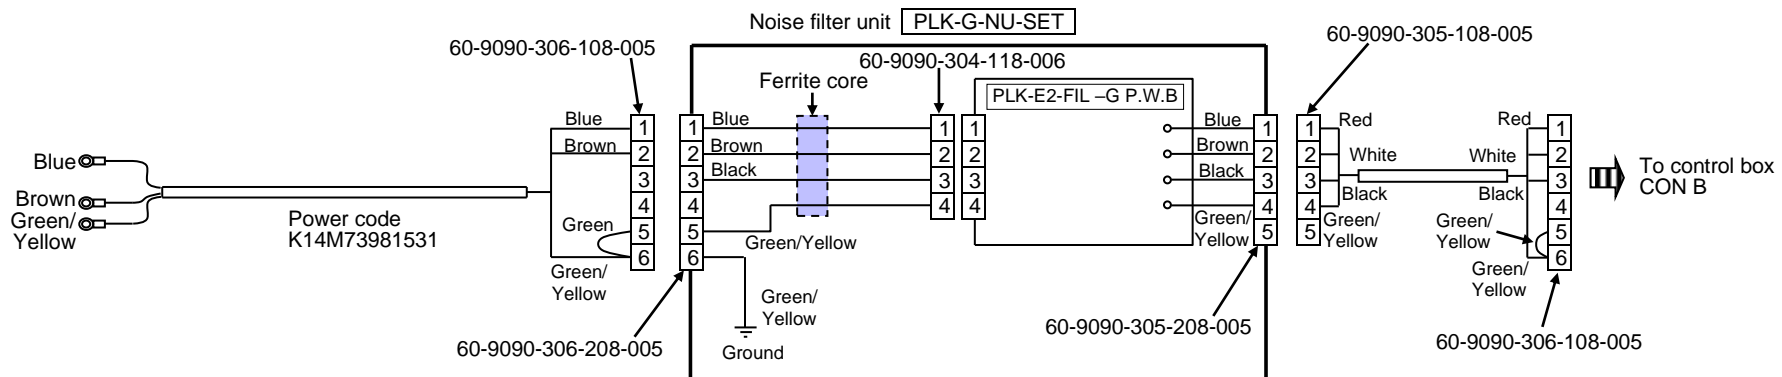 Noise filter unit PLK-G-NU-SET
60-9090-306-108-005
60-9090-304-118-006
60-9090-305-108-005
Ferrite core
PLK-E2-FIL –G P.W.B
Blue
Brown
Green/
Yellow
Power code
K14M73981531
Blue
Brown
Green
Green/
Yellow
1
2
3
4
5
6
1
2
3
4
5
6
Blue
Brown
Black
Green/Yellow
Green/
Yellow
Ground
1
2
3
4
1
2
3
4
Blue
Brown
Black
Green/
Yellow
1
2
3
4
5
1
2
3
4
5
Red
White
Black
Green/
Yellow
Red
White
Black
Green/
Yellow
Green/
Yellow
1
2
3
4
5
6
To control box
CON B
60-9090-306-208-005
60-9090-305-208-005
60-9090-306-108-005